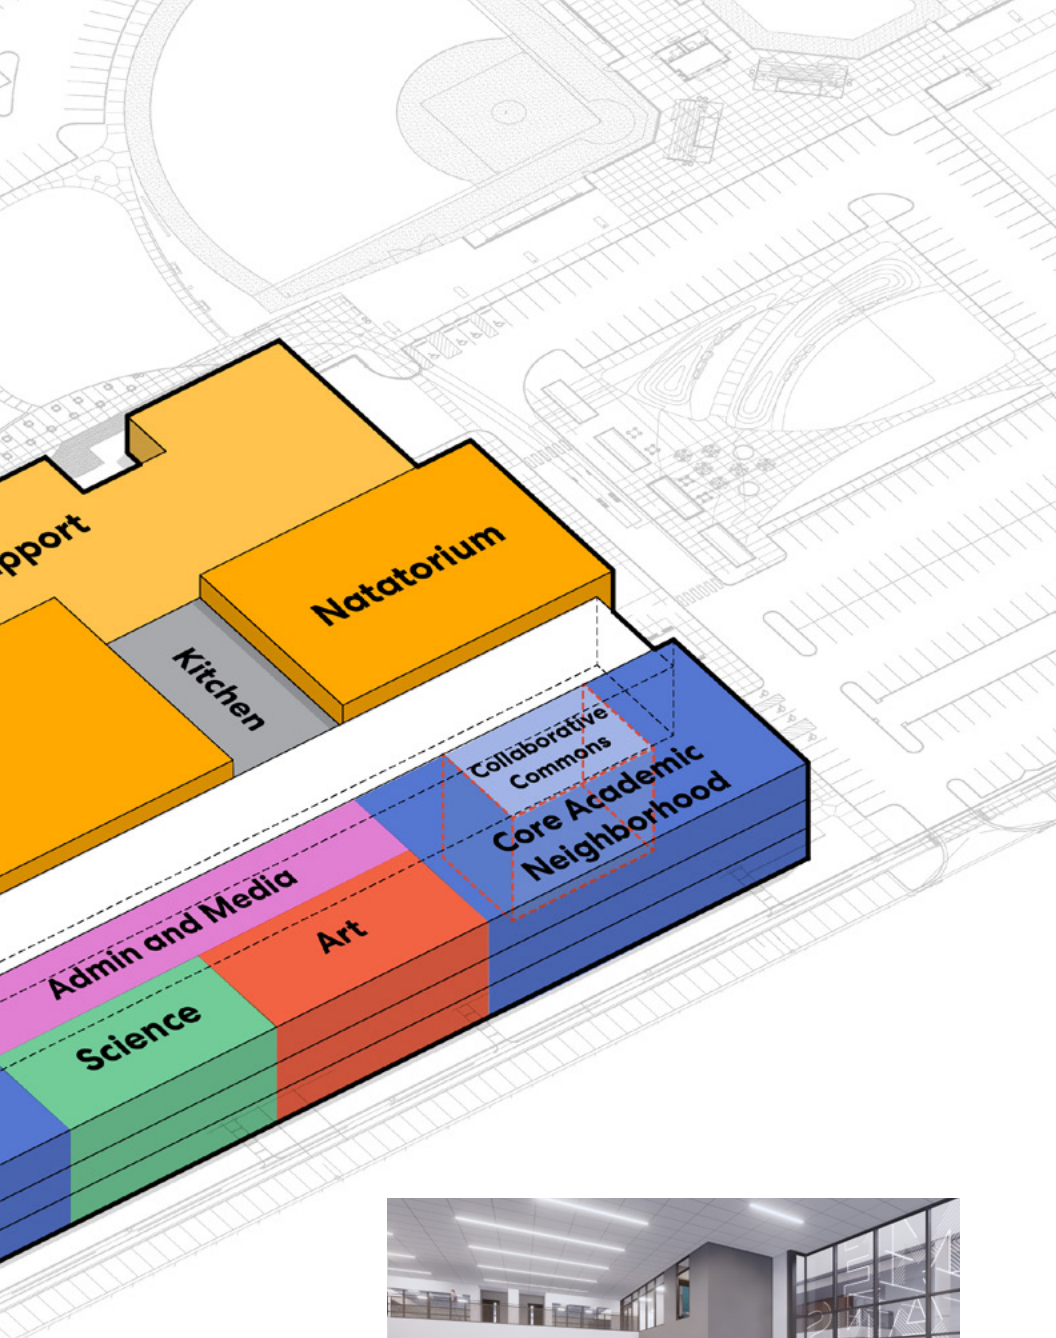 pport
Natatorium
Kitchen
Collaborative
Commons
Core Academic
Neighborhood
Admin and Media
Art
Science